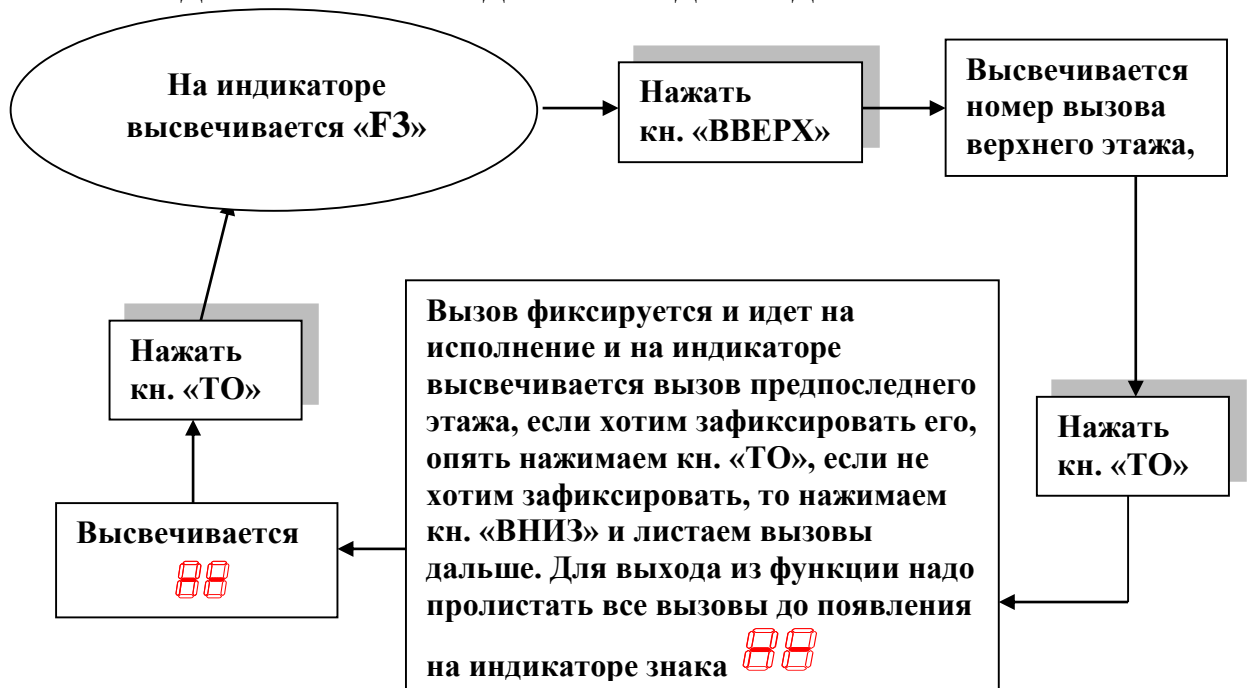 На индикаторе
высвечивается «F3»
Нажать
кн. «ВВЕРХ»
Высвечивается
номер вызова
верхнего этажа,
Нажать
кн. «ТО»
Вызов фиксируется и идет на
исполнение и на индикаторе
высвечивается вызов предпоследнего
этажа, если хотим зафиксировать его,
опять нажимаем кн. «ТО», если не
хотим зафиксировать, то нажимаем
кн. «ВНИЗ» и листаем вызовы
дальше. Для выхода из функции надо
пролистать все вызовы до появления
на индикаторе знака
Высвечивается
Нажать
кн. «ТО»